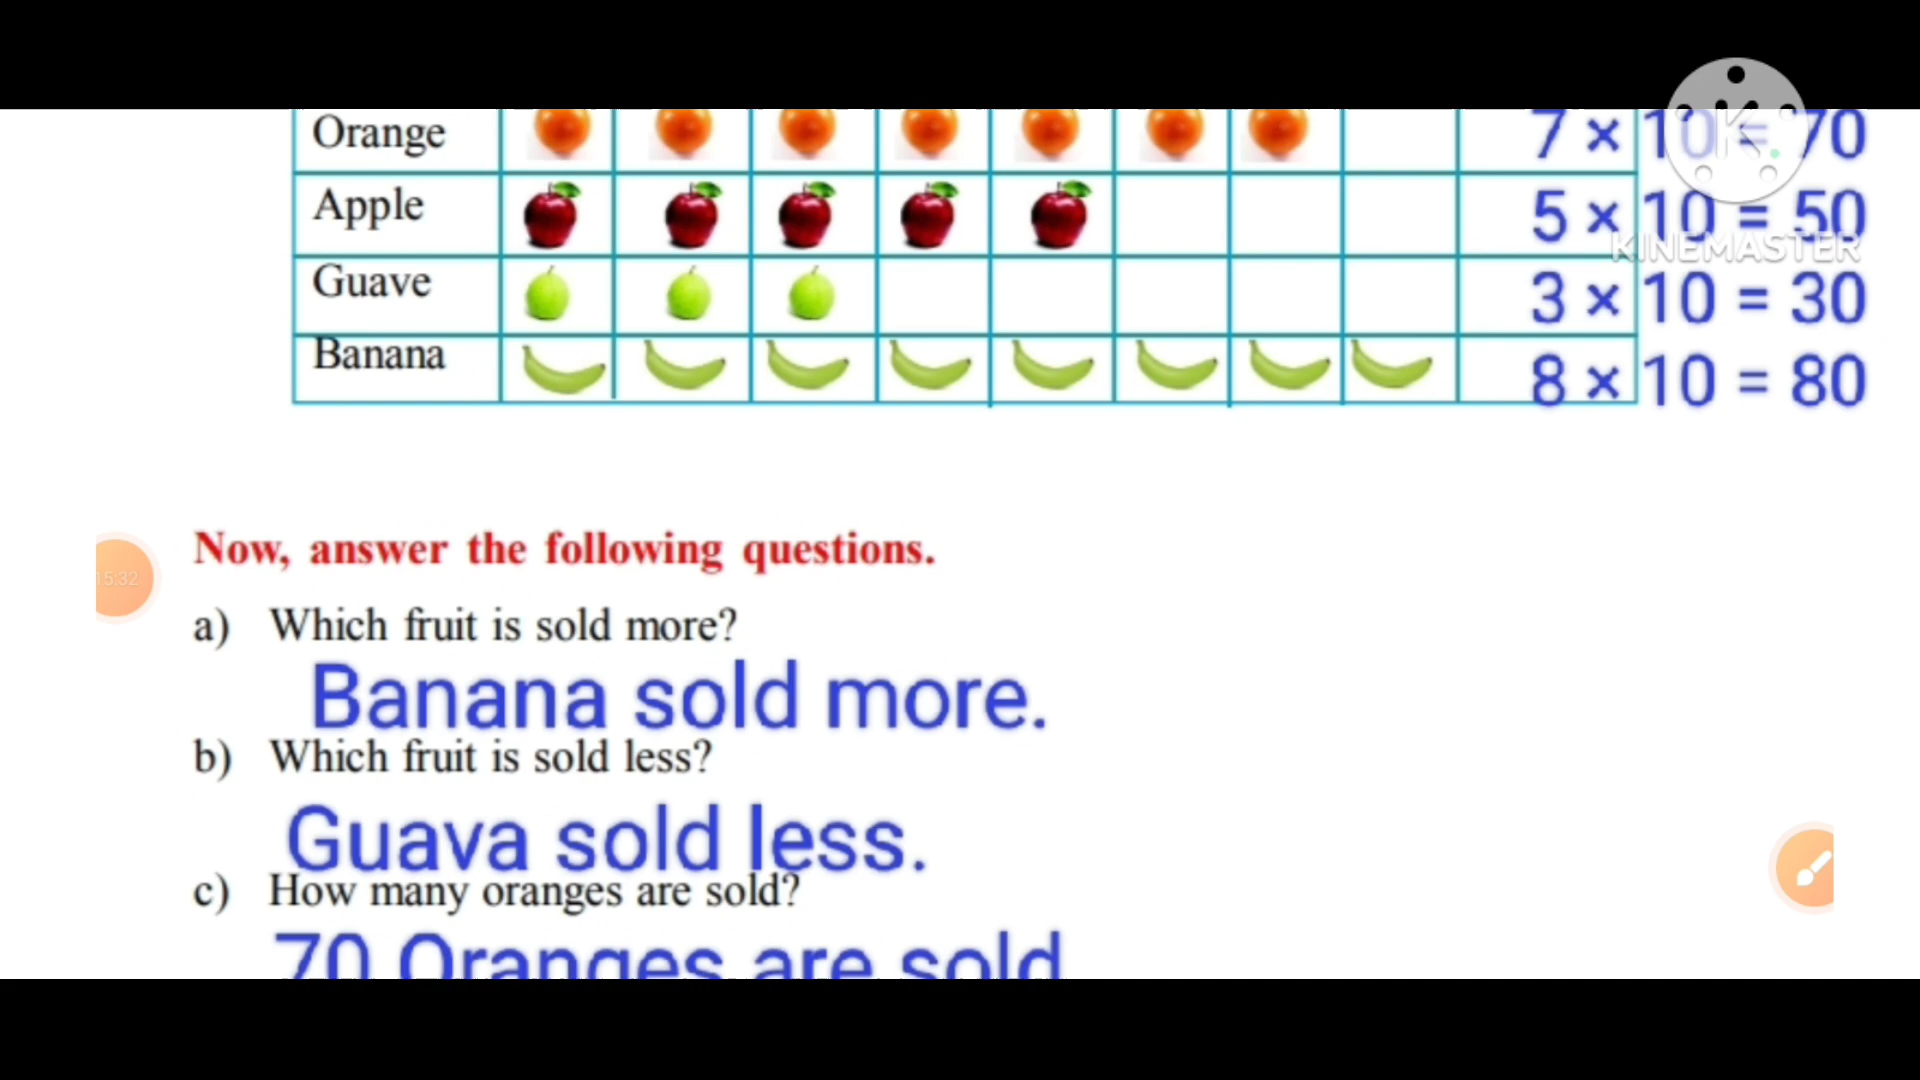 Orange 7 × 10 = 70
Apple 5 × 10 = 50
KINEMASTER
Guave 3 × 10 = 30
Banana 8 × 10 = 80
Now, answer the following questions.
15:32
a) Which fruit is sold more?
Banana sold more.
b) Which fruit is sold less?
Guava sold less.
c) How many oranges are sold?
70 Oranges are sold